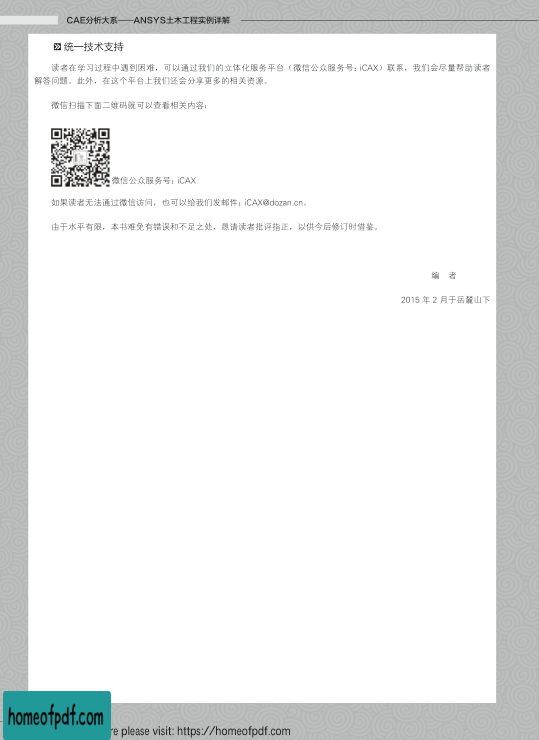 CAE分析大系——ANSYS土木工程实例详解
统一技术支持
读者在学习过程中遇到困难，可以通过我们的立体化服务平台（微信公众服务号：iCAX）联系，我们会尽量帮助读者
解答问题。此外，在这个平台上我们还会分享更多的相关资源。
微信扫描下面二维码就可以查看相关内容：
微信公众服务号：iCAX
如果读者无法通过微信访问，也可以给我们发邮件：iCAX@dozan.cn。
由于水平有限，本书难免有错误和不足之处，恳请读者批评指正，以供今后修订时借鉴。
编 者
2015 年 2 月于岳麓山下
homeofpdf.com
please visit: https://homeofpdf.com